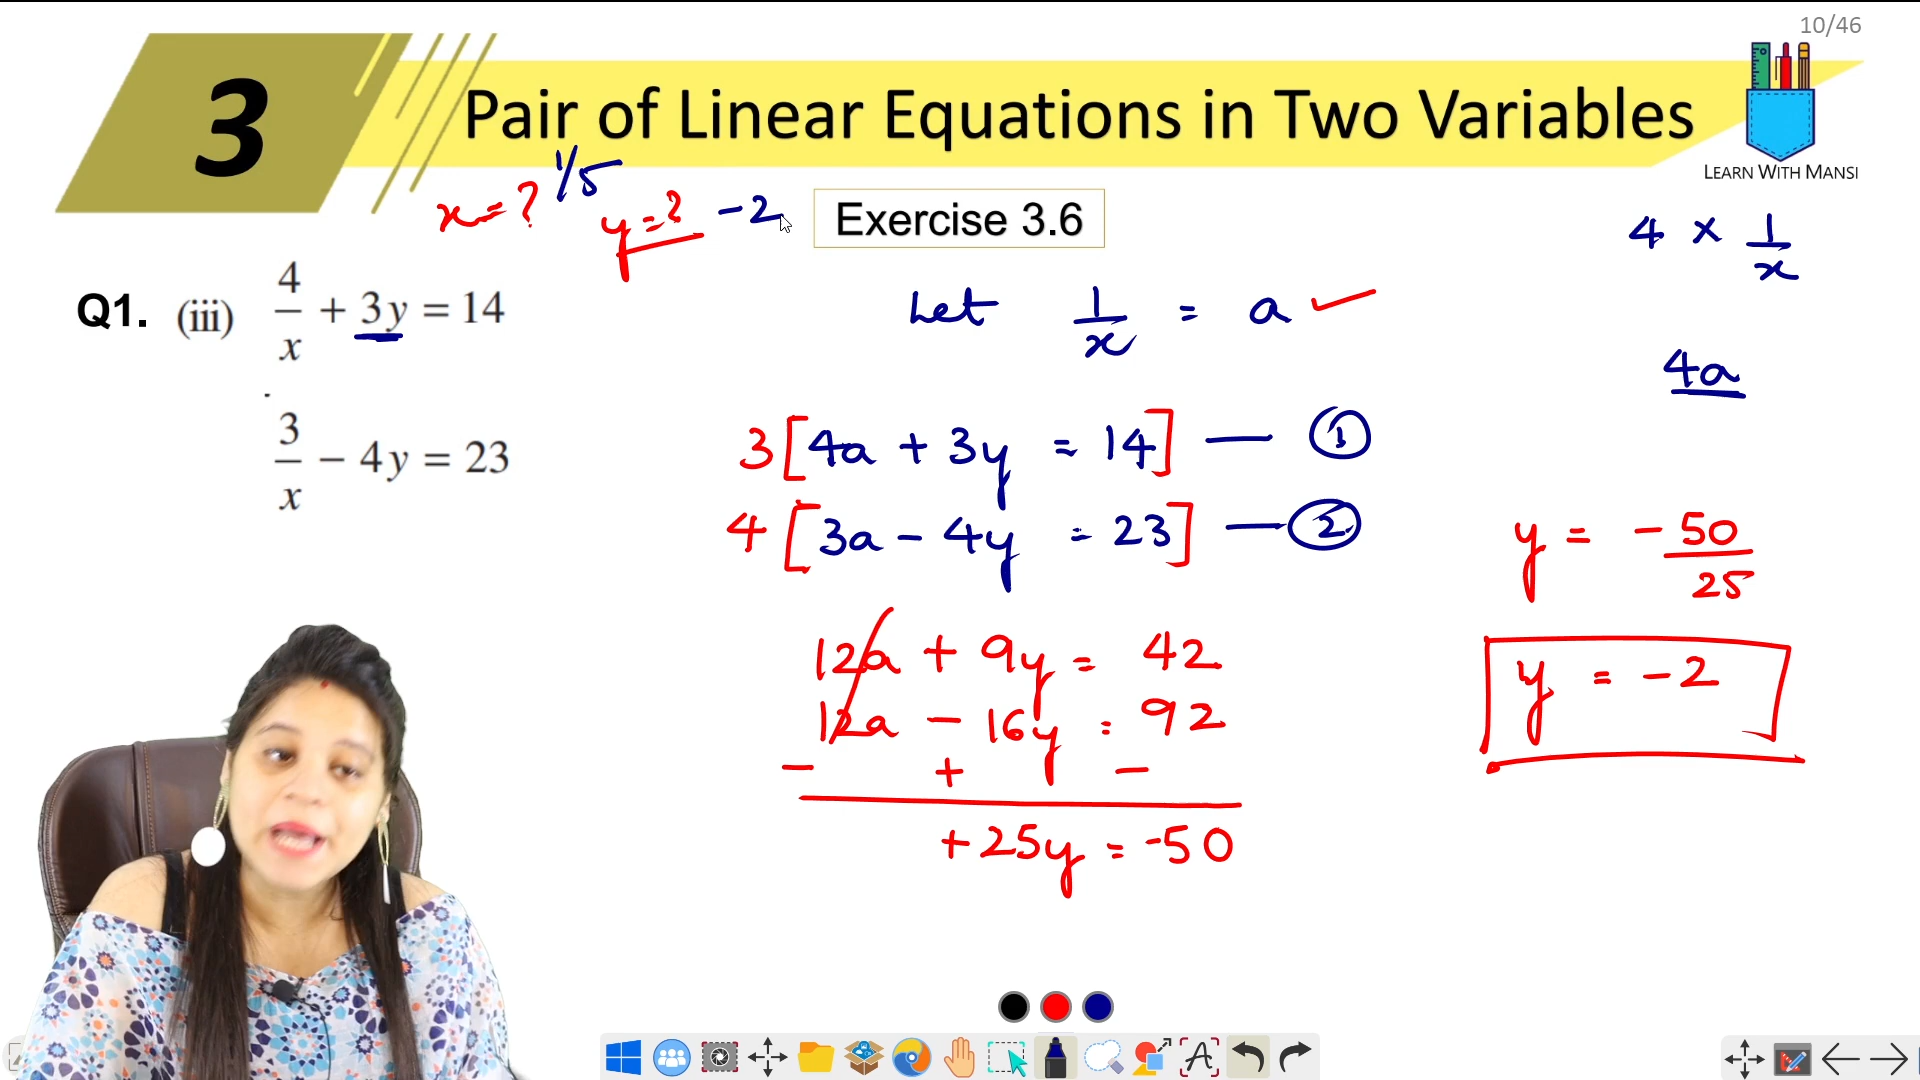 10/46
3
Pair of Linear Equations in Two Variables
LEARN WITH MANSI
x = ? 1/5 y = ? -2
Exercise 3.6
4 × 1/x
Q1. (iii) 4/x + 3y = 14
Let 1/x = a ✓
4a
3/x − 4y = 23
3[4a + 3y = 14] — ①
4[3a − 4y = 23] — ②
y = -50/25
12a + 9y = 42
y = -2
12a − 16y = 92
− + −
+25y = -50